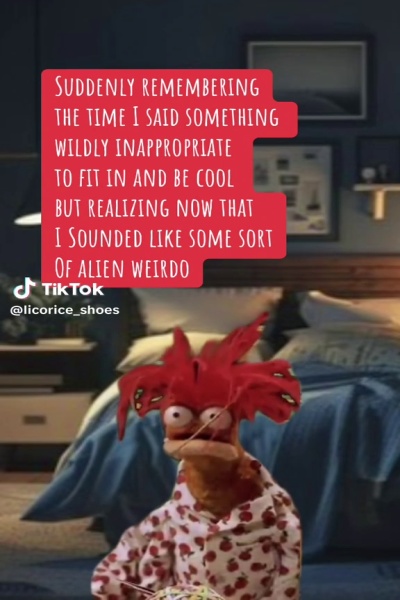 Suddenly remembering
the time I said something
wildly inappropriate
to fit in and be cool
but realizing now that
I Sounded like some sort
Of alien weirdo
TikTok
@licorice_shoes